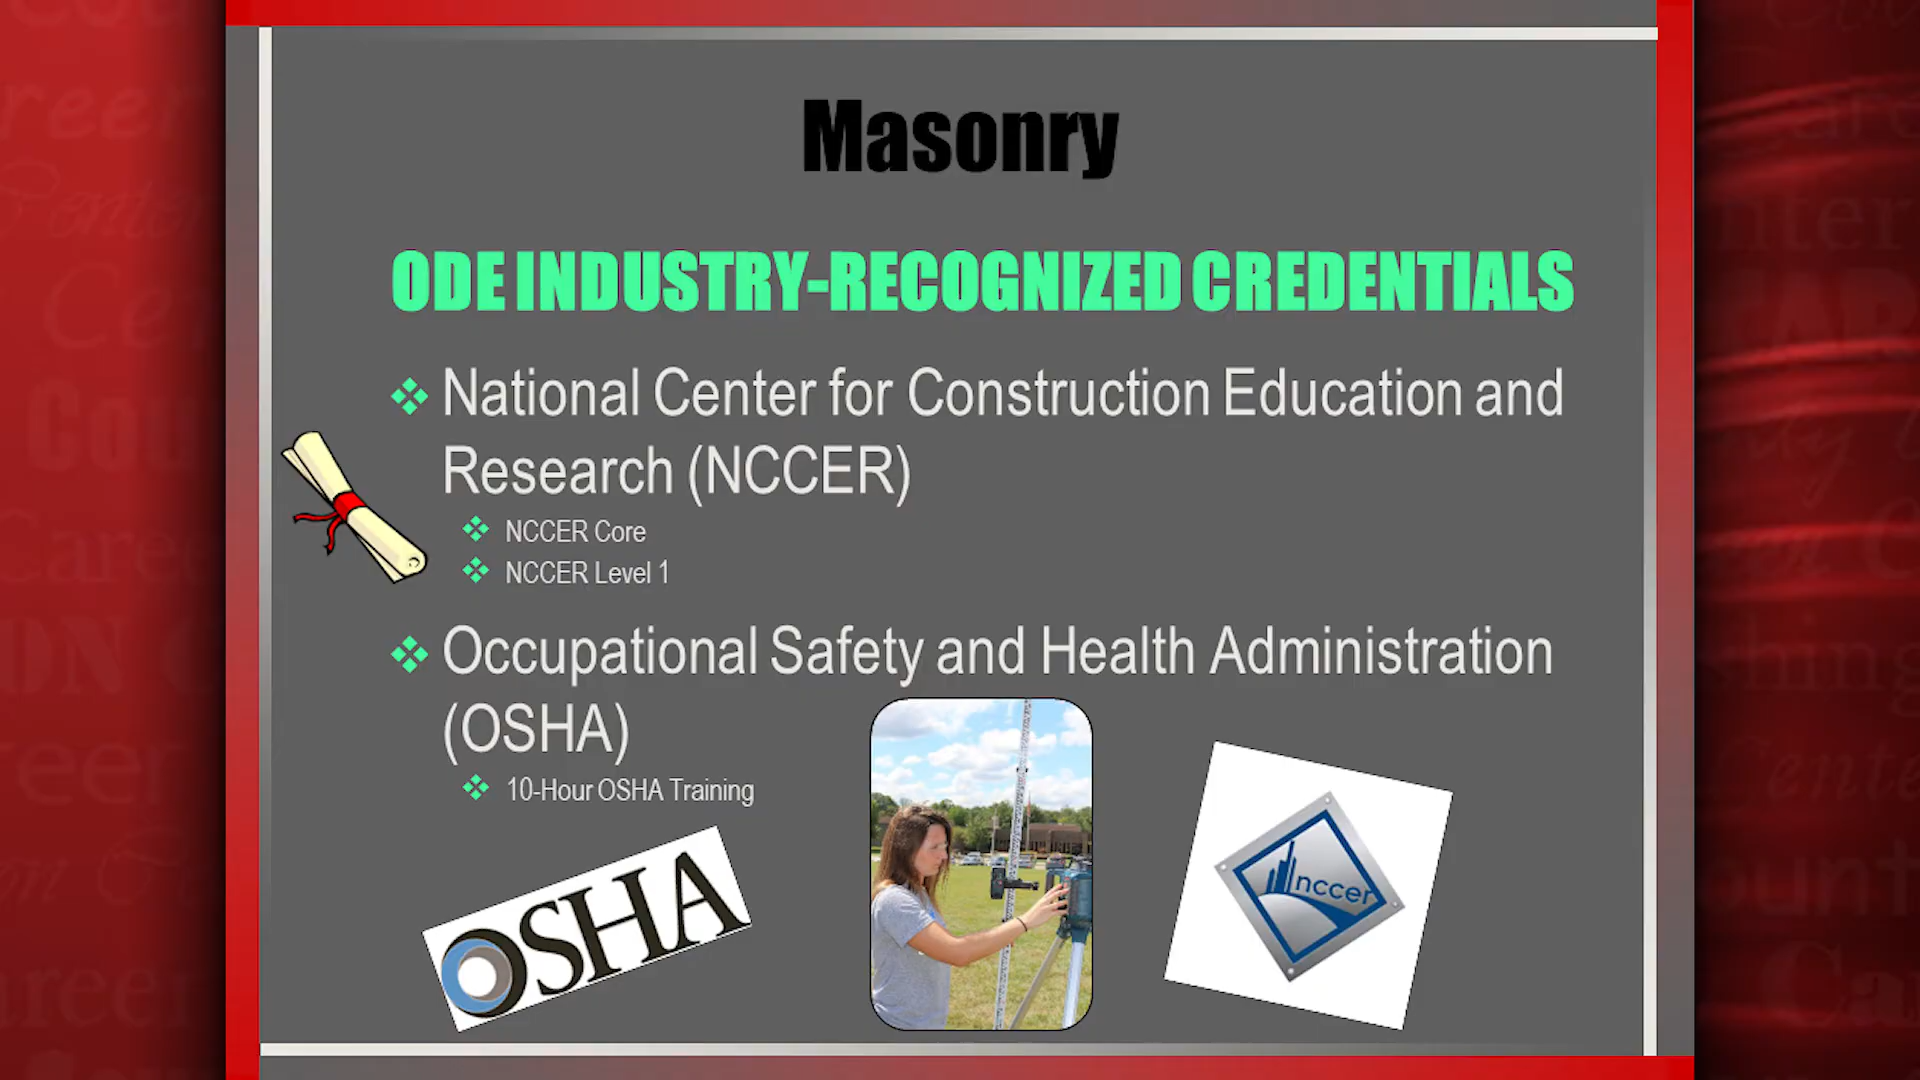 Masonry
ODE INDUSTRY-RECOGNIZED CREDENTIALS
National Center for Construction Education and
Research (NCCER)
NCCER Core
NCCER Level 1
Occupational Safety and Health Administration
(OSHA)
10-Hour OSHA Training
OSHA
nccer